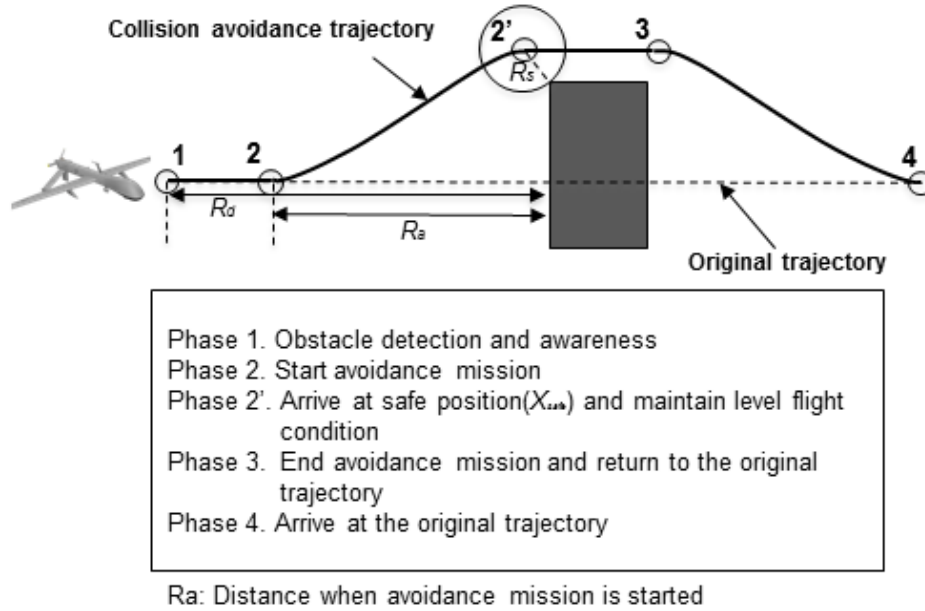 Collision avoidance trajectory
2’
3
Rs
1
2
4
Rd
Ra
Original trajectory
Phase 1. Obstacle detection and awareness
Phase 2. Start avoidance mission
Phase 2’. Arrive at safe position(Xsafe) and maintain level flight
condition
Phase 3. End avoidance mission and return to the original
trajectory
Phase 4. Arrive at the original trajectory
Ra: Distance when avoidance mission is started